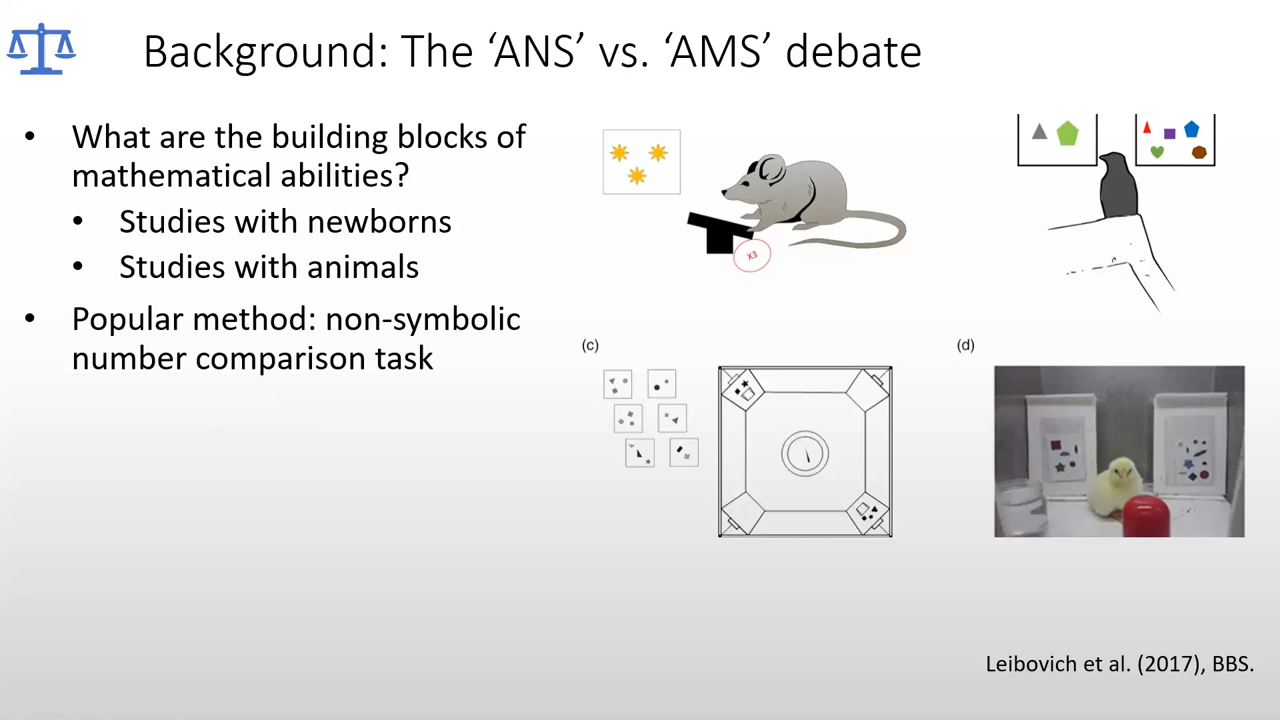 Background: The ‘ANS’ vs. ‘AMS’ debate
• What are the building blocks of
mathematical abilities?
• Studies with newborns
• Studies with animals
• Popular method: non-symbolic
number comparison task
X3
(c)
(d)
Leibovich et al. (2017), BBS.